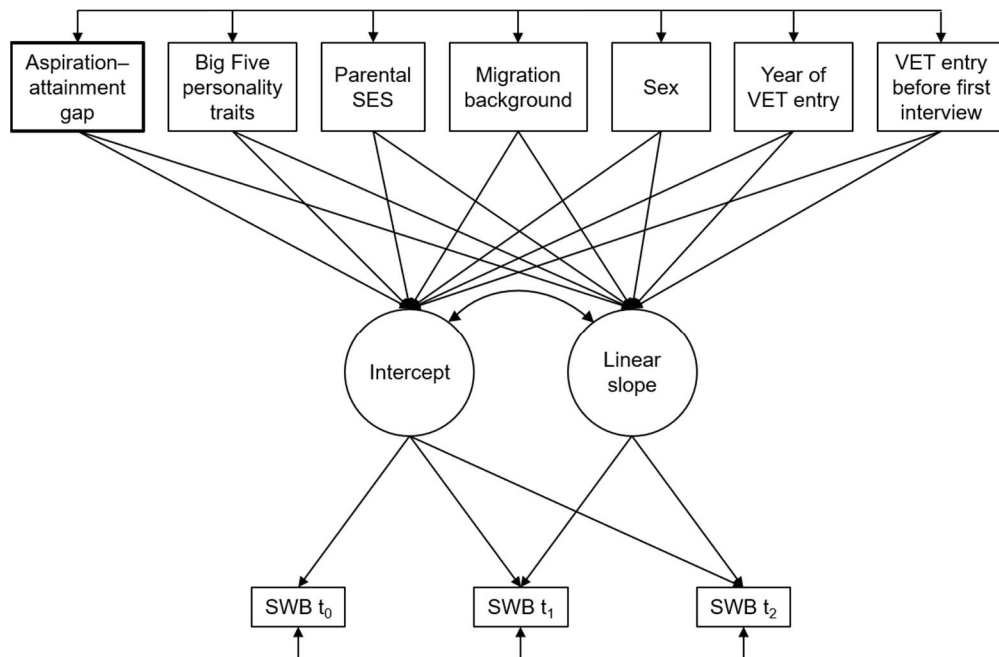 Aspiration–
attainment
gap
Big Five
personality
traits
Parental
SES
Migration
background
Sex
Year of
VET entry
VET entry
before first
interview
Intercept
Linear
slope
SWB t₀
SWB t₁
SWB t₂